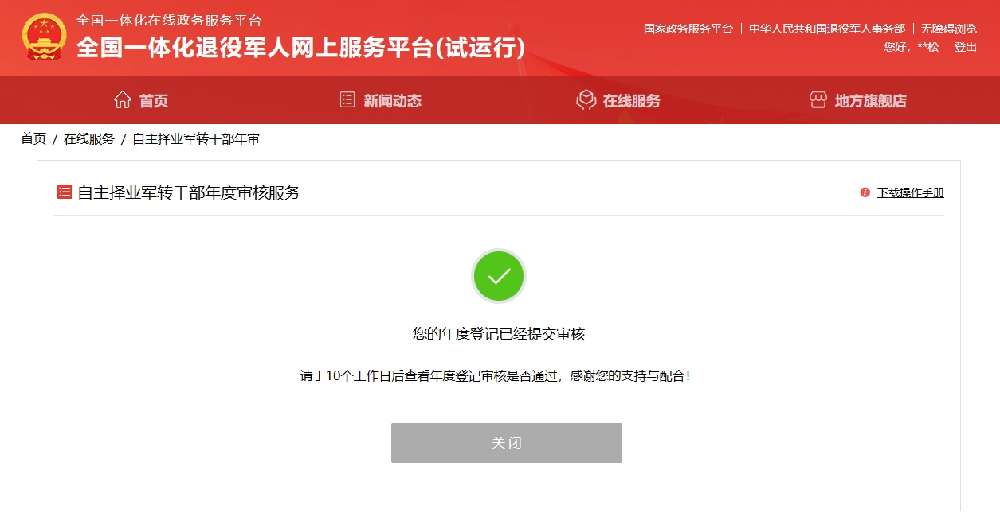 全国一体化在线政务服务平台
全国一体化退役军人网上服务平台(试运行)
国家政务服务平台 | 中华人民共和国退役军人事务部 | 无障碍浏览
您好，**松 登出
首页 新闻动态 在线服务 地方旗舰店
首页 / 在线服务 / 自主择业军转干部年审
自主择业军转干部年度审核服务
下载操作手册
您的年度登记已经提交审核
请于10个工作日后查看年度登记审核是否通过，感谢您的支持与配合！
关 闭